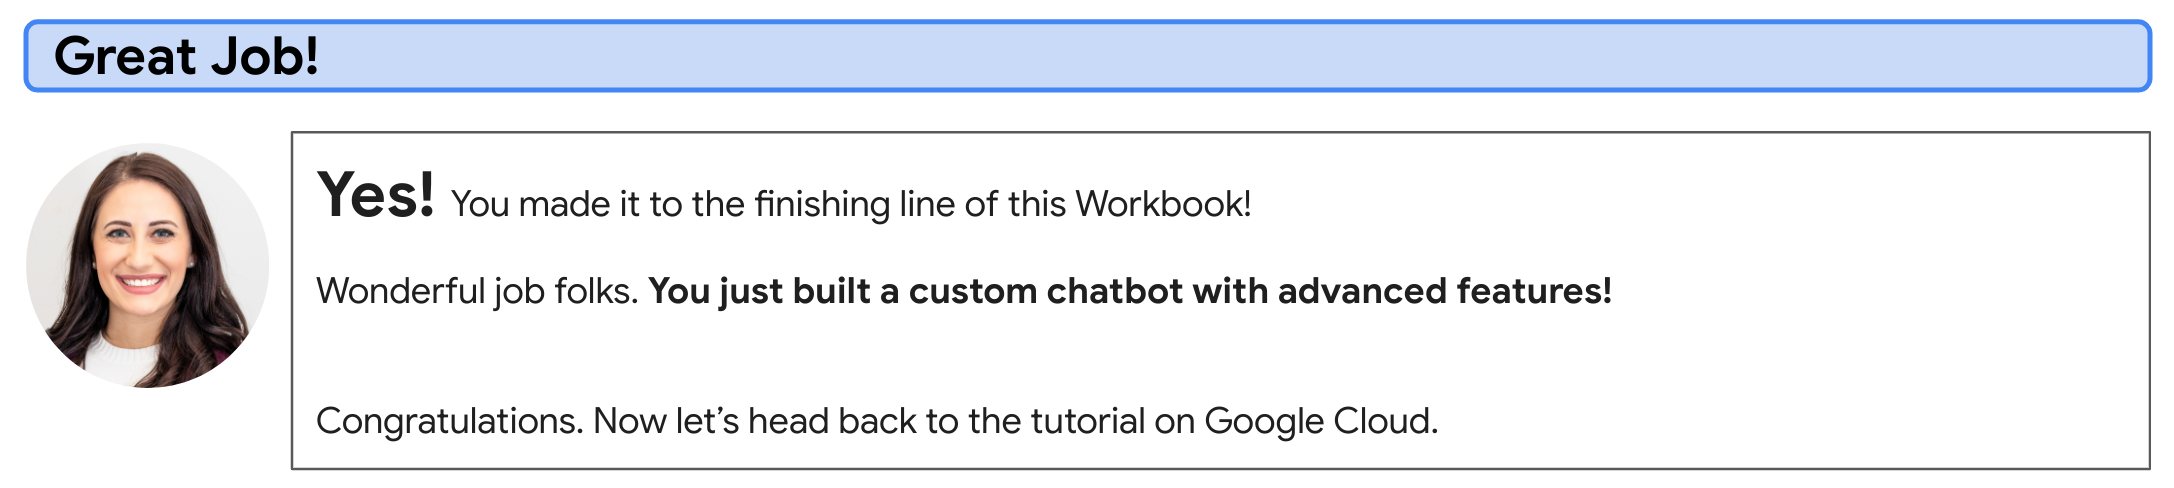 Great Job!
Yes! You made it to the finishing line of this Workbook!
Wonderful job folks. You just built a custom chatbot with advanced features!
Congratulations. Now let’s head back to the tutorial on Google Cloud.